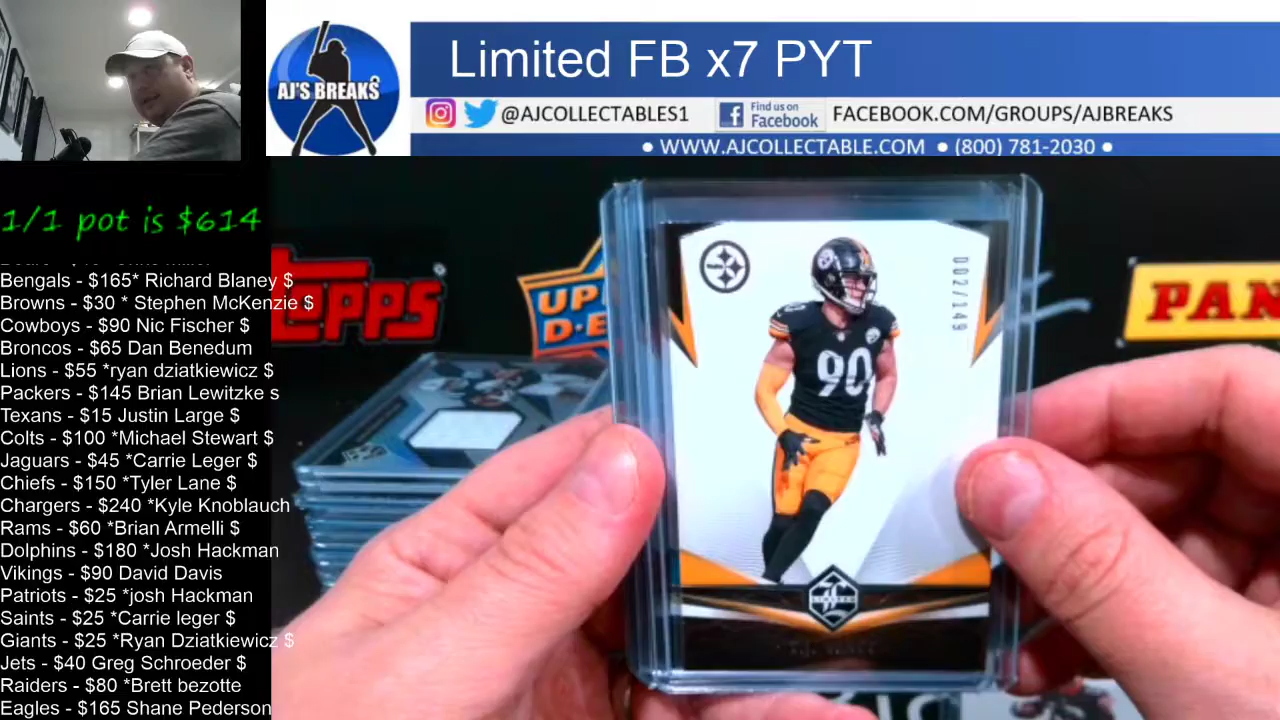 Limited FB x7 PYT
AJ'S BREAKS
@AJCOLLECTABLES1
Find us on
Facebook
FACEBOOK.COM/GROUPS/AJBREAKS
• WWW.AJCOLLECTABLE.COM • (800) 781-2030 •
1/1 pot is $614
Bengals - $165* Richard Blaney $
Browns - $30 * Stephen McKenzie $
Cowboys - $90 Nic Fischer $
Broncos - $65 Dan Benedum
Lions - $55 *ryan dziatkiewicz $
Packers - $145 Brian Lewitzke s
Texans - $15 Justin Large $
Colts - $100 *Michael Stewart $
Jaguars - $45 *Carrie Leger $
Chiefs - $150 *Tyler Lane $
Chargers - $240 *Kyle Knoblauch
Rams - $60 *Brian Armelli $
Dolphins - $180 *Josh Hackman
Vikings - $90 David Davis
Patriots - $25 *josh Hackman
Saints - $25 *Carrie leger $
Giants - $25 *Ryan Dziatkiewicz $
Jets - $40 Greg Schroeder $
Raiders - $80 *Brett bezotte
Eagles - $165 Shane Pederson
TOPPS
UP
D.E
PAN
002/149
90
LIMITED